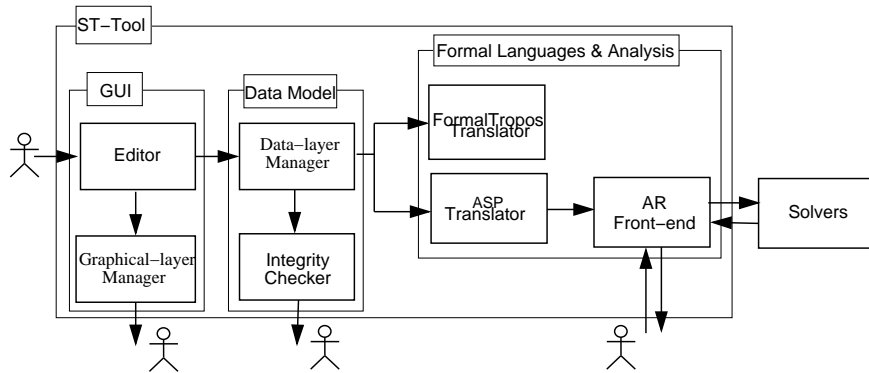 ST–Tool
Formal Languages & Analysis
GUI
Data Model
Editor
Data–layer
Manager
FormalTropos
Translator
ASP
Translator
AR
Front–end
Solvers
Graphical–layer
Manager
Integrity
Checker